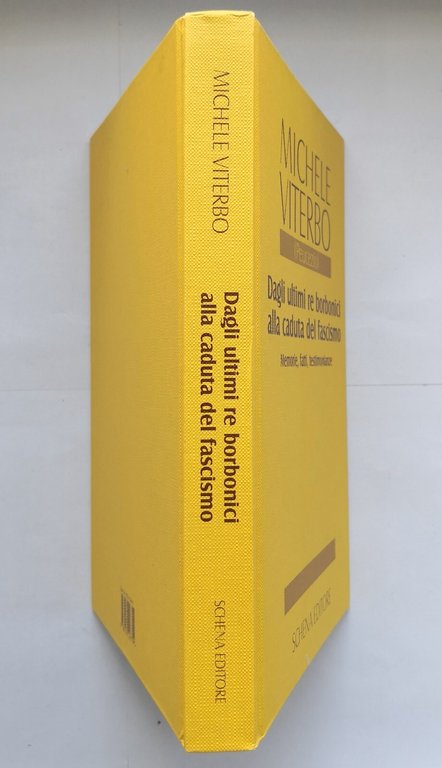 MICHELE VITERBO
Dagli ultimi re borbonici
alla caduta del fascismo
SCHENA EDITORE
MICHELE
VITERBO
(Peucezio)
Dagli ultimi re borbonici
alla caduta del fascismo
Memorie, fatti, testimonianze
SCHENA EDITORE